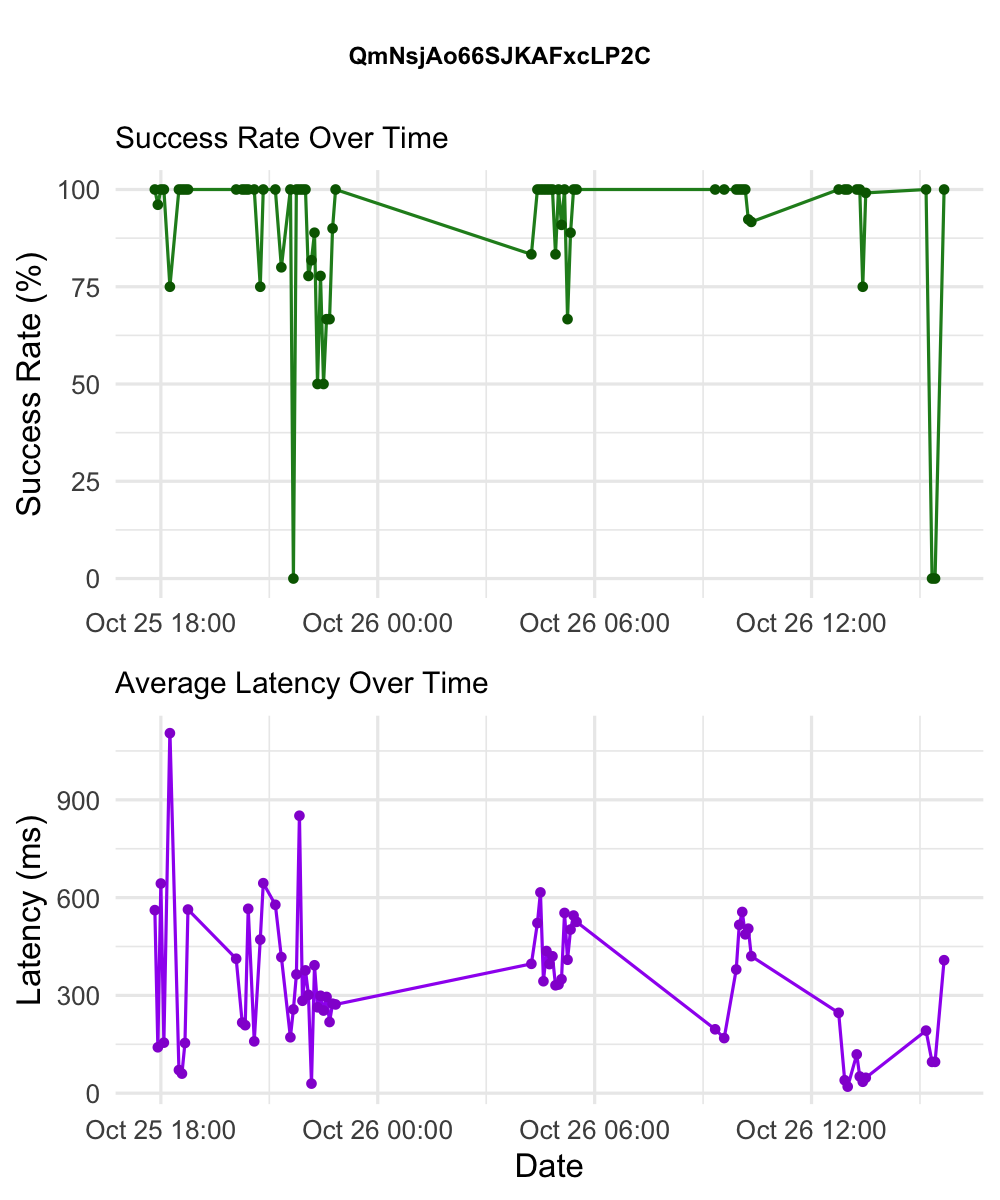 QmNsjAo66SJKAFxcLP2C
Success Rate Over Time
Success Rate (%)
100
75
50
25
0
Oct 25 18:00 Oct 26 00:00 Oct 26 06:00 Oct 26 12:00
Average Latency Over Time
Latency (ms)
900
600
300
0
Oct 25 18:00 Oct 26 00:00 Oct 26 06:00 Oct 26 12:00
Date